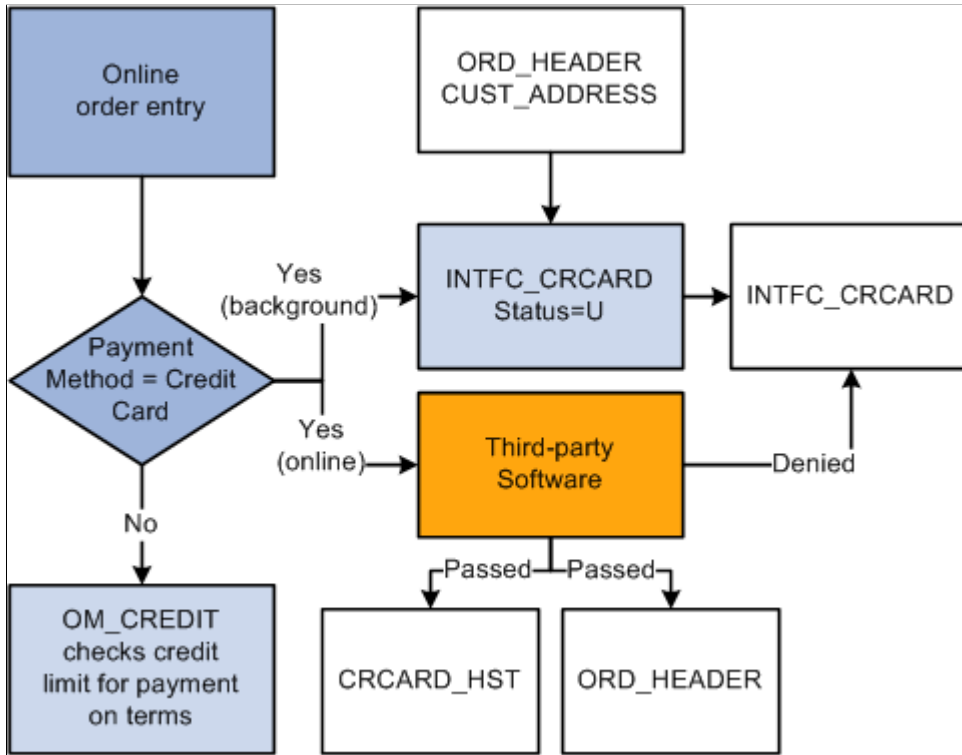 Online
order entry
ORD_HEADER
CUST_ADDRESS
Yes
(background)
INTFC_CRCARD
Status=U
INTFC_CRCARD
Payment
Method = Credit
Card
Yes
(online)
Third-party
Software
Denied
No
Passed
Passed
OM_CREDIT
checks credit
limit for payment
on terms
CRCARD_HST
ORD_HEADER